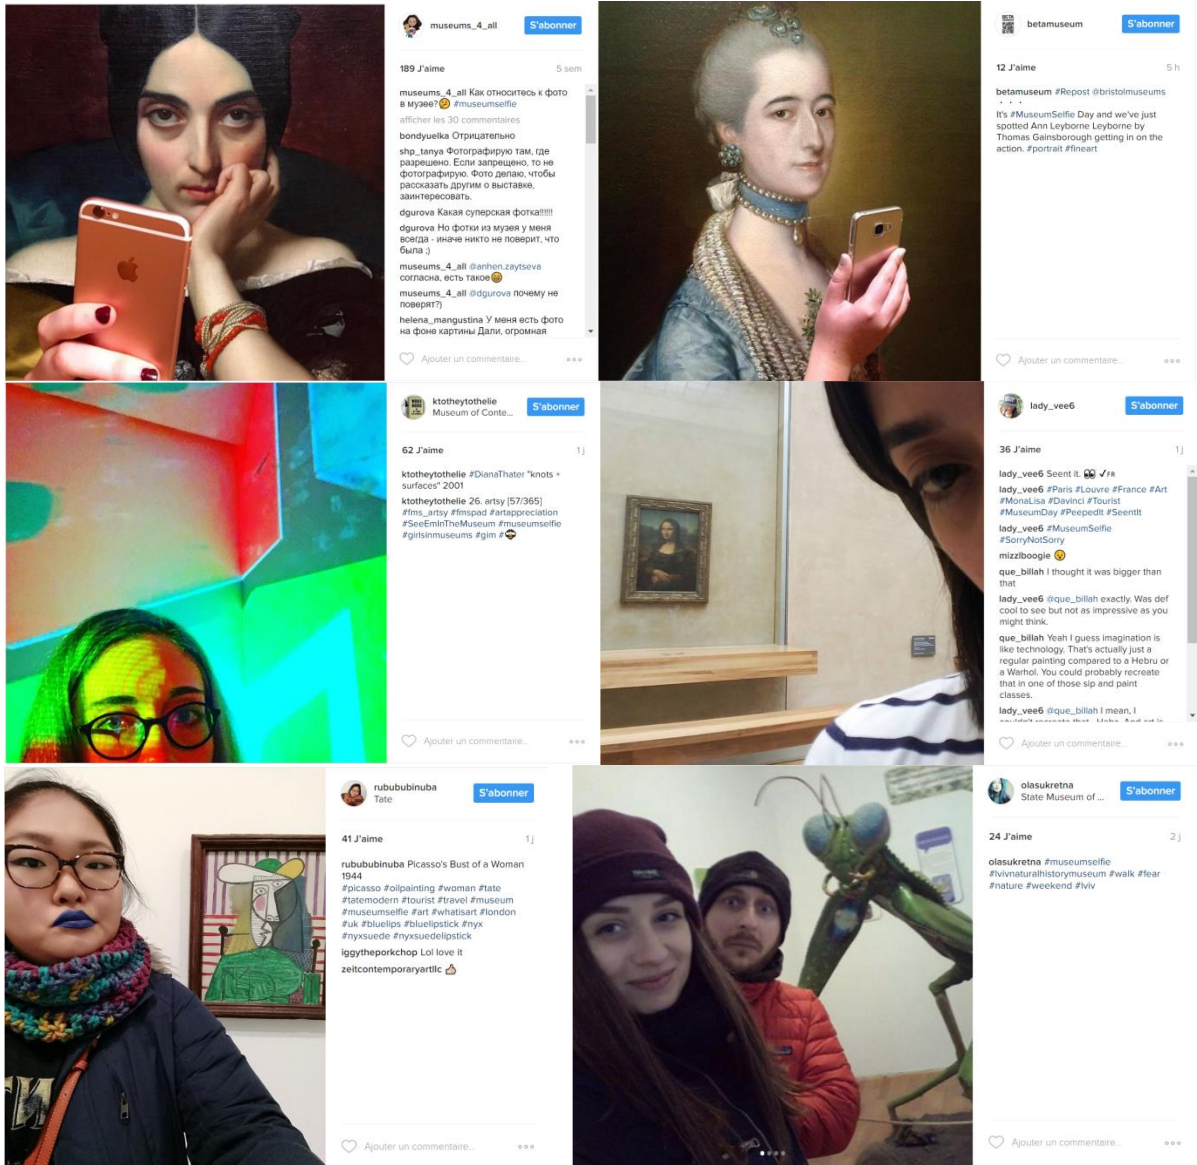 museums_4_all
S'abonner
189 J'aime
5 sem
museums_4_all Как относитесь к фото
в музее?🤔 #museumselfie
afficher les 30 commentaires
bondyuelka Отрицательно
shp_tanya Фотографирую там, где
разрешено. Если запрещено, то не
фотографирую. Фото делаю, чтобы
рассказать другим о выставке,
заинтересовать.
dgurova Какая суперская фотка!!!!!!
dgurova Но фотки из музея у меня
всегда - иначе никто не поверит, что
была ;)
museums_4_all @anhen.zaytseva
согласна, есть такое😄
museums_4_all @dgurova почему не
поверят?)
helena_mangustina У меня есть фото
на фоне картины Дали, огромная
Ajouter un commentaire...
betamuseum
S'abonner
12 J'aime
5 h
betamuseum #Repost @bristolmuseums
・・・
It's #MuseumSelfie Day and we've just
spotted Ann Leyborne Leyborne by
Thomas Gainsborough getting in on the
action. #portrait #fineart
Ajouter un commentaire...
ktotheytothelie
Museum of Conte...
S'abonner
62 J'aime
1 j
ktotheytothelie #DianaThater "knots +
surfaces" 2001
ktotheytothelie 26. artsy [57/365]
#fms_artsy #fmspad #artappreciation
#SeeEmInTheMuseum #museumselfie
#girlsinmuseums #gim #😎
Ajouter un commentaire...
lady_vee6
S'abonner
36 J'aime
1 j
lady_vee6 Seent it. 👀 ✓FR
lady_vee6 #Paris #Louvre #France #Art
#MonaLisa #Davinci #Tourist
#MuseumDay #PeepedIt #SeentIt
lady_vee6 #MuseumSelfie
#SorryNotSorry
mizzlboogie 😮
que_billah I thought it was bigger than
that
lady_vee6 @que_billah exactly. Was def
cool to see but not as impressive as you
might think.
que_billah Yeah I guess imagination is
like technology. That's actually just a
regular painting compared to a Hebru or
a Warhol. You could probably recreate
that in one of those sip and paint
classes.
lady_vee6 @que_billah I mean, I
couldn't recreate that. Haha. And art is
Ajouter un commentaire...
rubububinuba
Tate
S'abonner
41 J'aime
1 j
rubububinuba Picasso's Bust of a Woman
1944
#picasso #oilpainting #woman #tate
#tatemodern #tourist #travel #museum
#museumselfie #art #whatisart #london
#uk #bluelips #bluelipstick #nyx
#nyxsuede #nyxsuedelipstick
iggytheporkchop Lol love it
zeitcontemporaryartllc 👍
Ajouter un commentaire...
olasukretna
State Museum of ...
S'abonner
24 J'aime
2 j
olasukretna #museumselfie
#lvivnaturalhistorymuseum #walk #fear
#nature #weekend #lviv
Ajouter un commentaire...